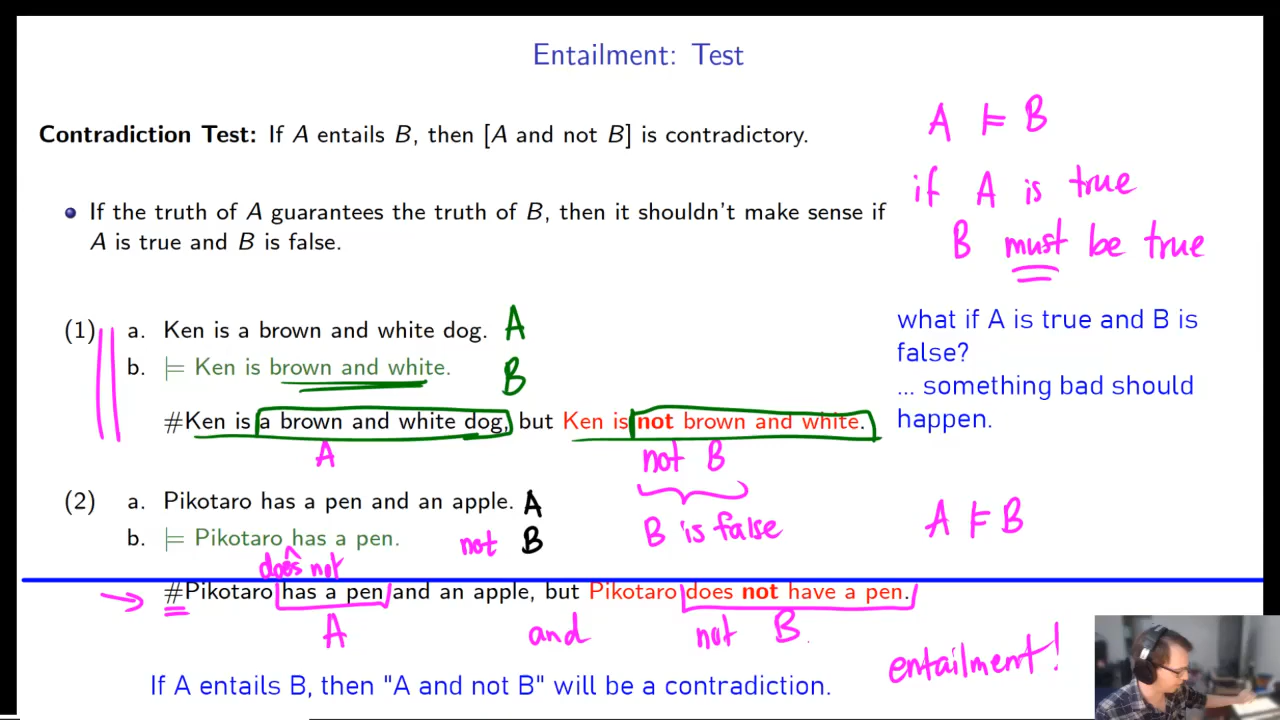 Entailment: Test
Contradiction Test: If A entails B, then [A and not B] is contradictory.
A ⊨ B
if A is true
B must be true
If the truth of A guarantees the truth of B, then it shouldn't make sense if
A is true and B is false.
what if A is true and B is
false?
... something bad should
happen.
(1) a. Ken is a brown and white dog. A
b. ⊨ Ken is brown and white. B
#Ken is a brown and white dog, but Ken is not brown and white.
A not B
B is false
(2) a. Pikotaro has a pen and an apple. A
b. ⊨ Pikotaro has a pen. not B
does not
^
A ⊨ B
→ #Pikotaro has a pen and an apple, but Pikotaro does not have a pen.
A and not B
entailment!
If A entails B, then "A and not B" will be a contradiction.